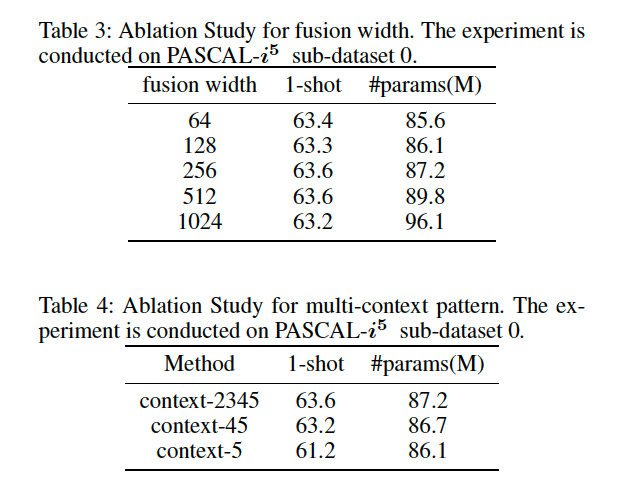 Table 3: Ablation Study for fusion width. The experiment is
conducted on PASCAL-i⁵ sub-dataset 0.
fusion width 1-shot #params(M)
64 63.4 85.6
128 63.3 86.1
256 63.6 87.2
512 63.6 89.8
1024 63.2 96.1
Table 4: Ablation Study for multi-context pattern. The ex-
periment is conducted on PASCAL-i⁵ sub-dataset 0.
Method 1-shot #params(M)
context-2345 63.6 87.2
context-45 63.2 86.7
context-5 61.2 86.1